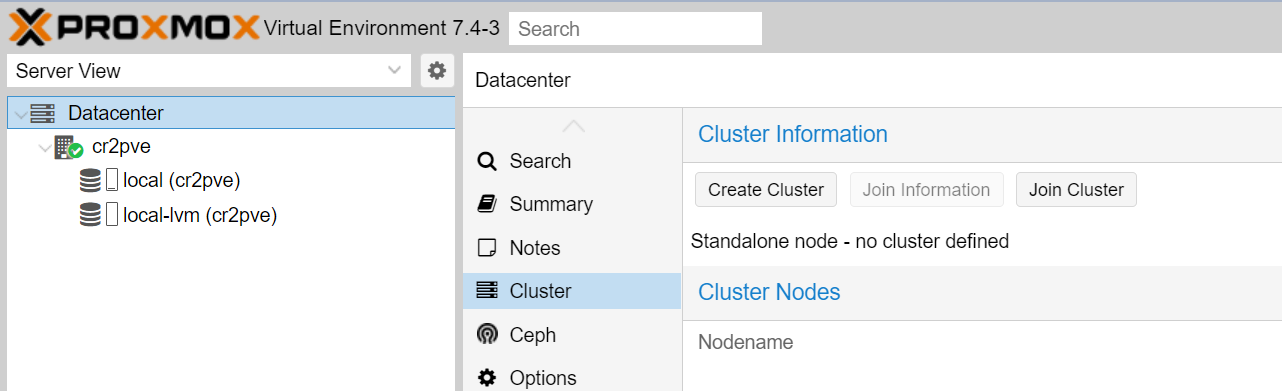 PROXMOX Virtual Environment 7.4-3 Search
Server View
Datacenter
cr2pve
local (cr2pve)
local-lvm (cr2pve)
Datacenter
Search
Summary
Notes
Cluster
Ceph
Options
Cluster Information
Create Cluster Join Information Join Cluster
Standalone node - no cluster defined
Cluster Nodes
Nodename